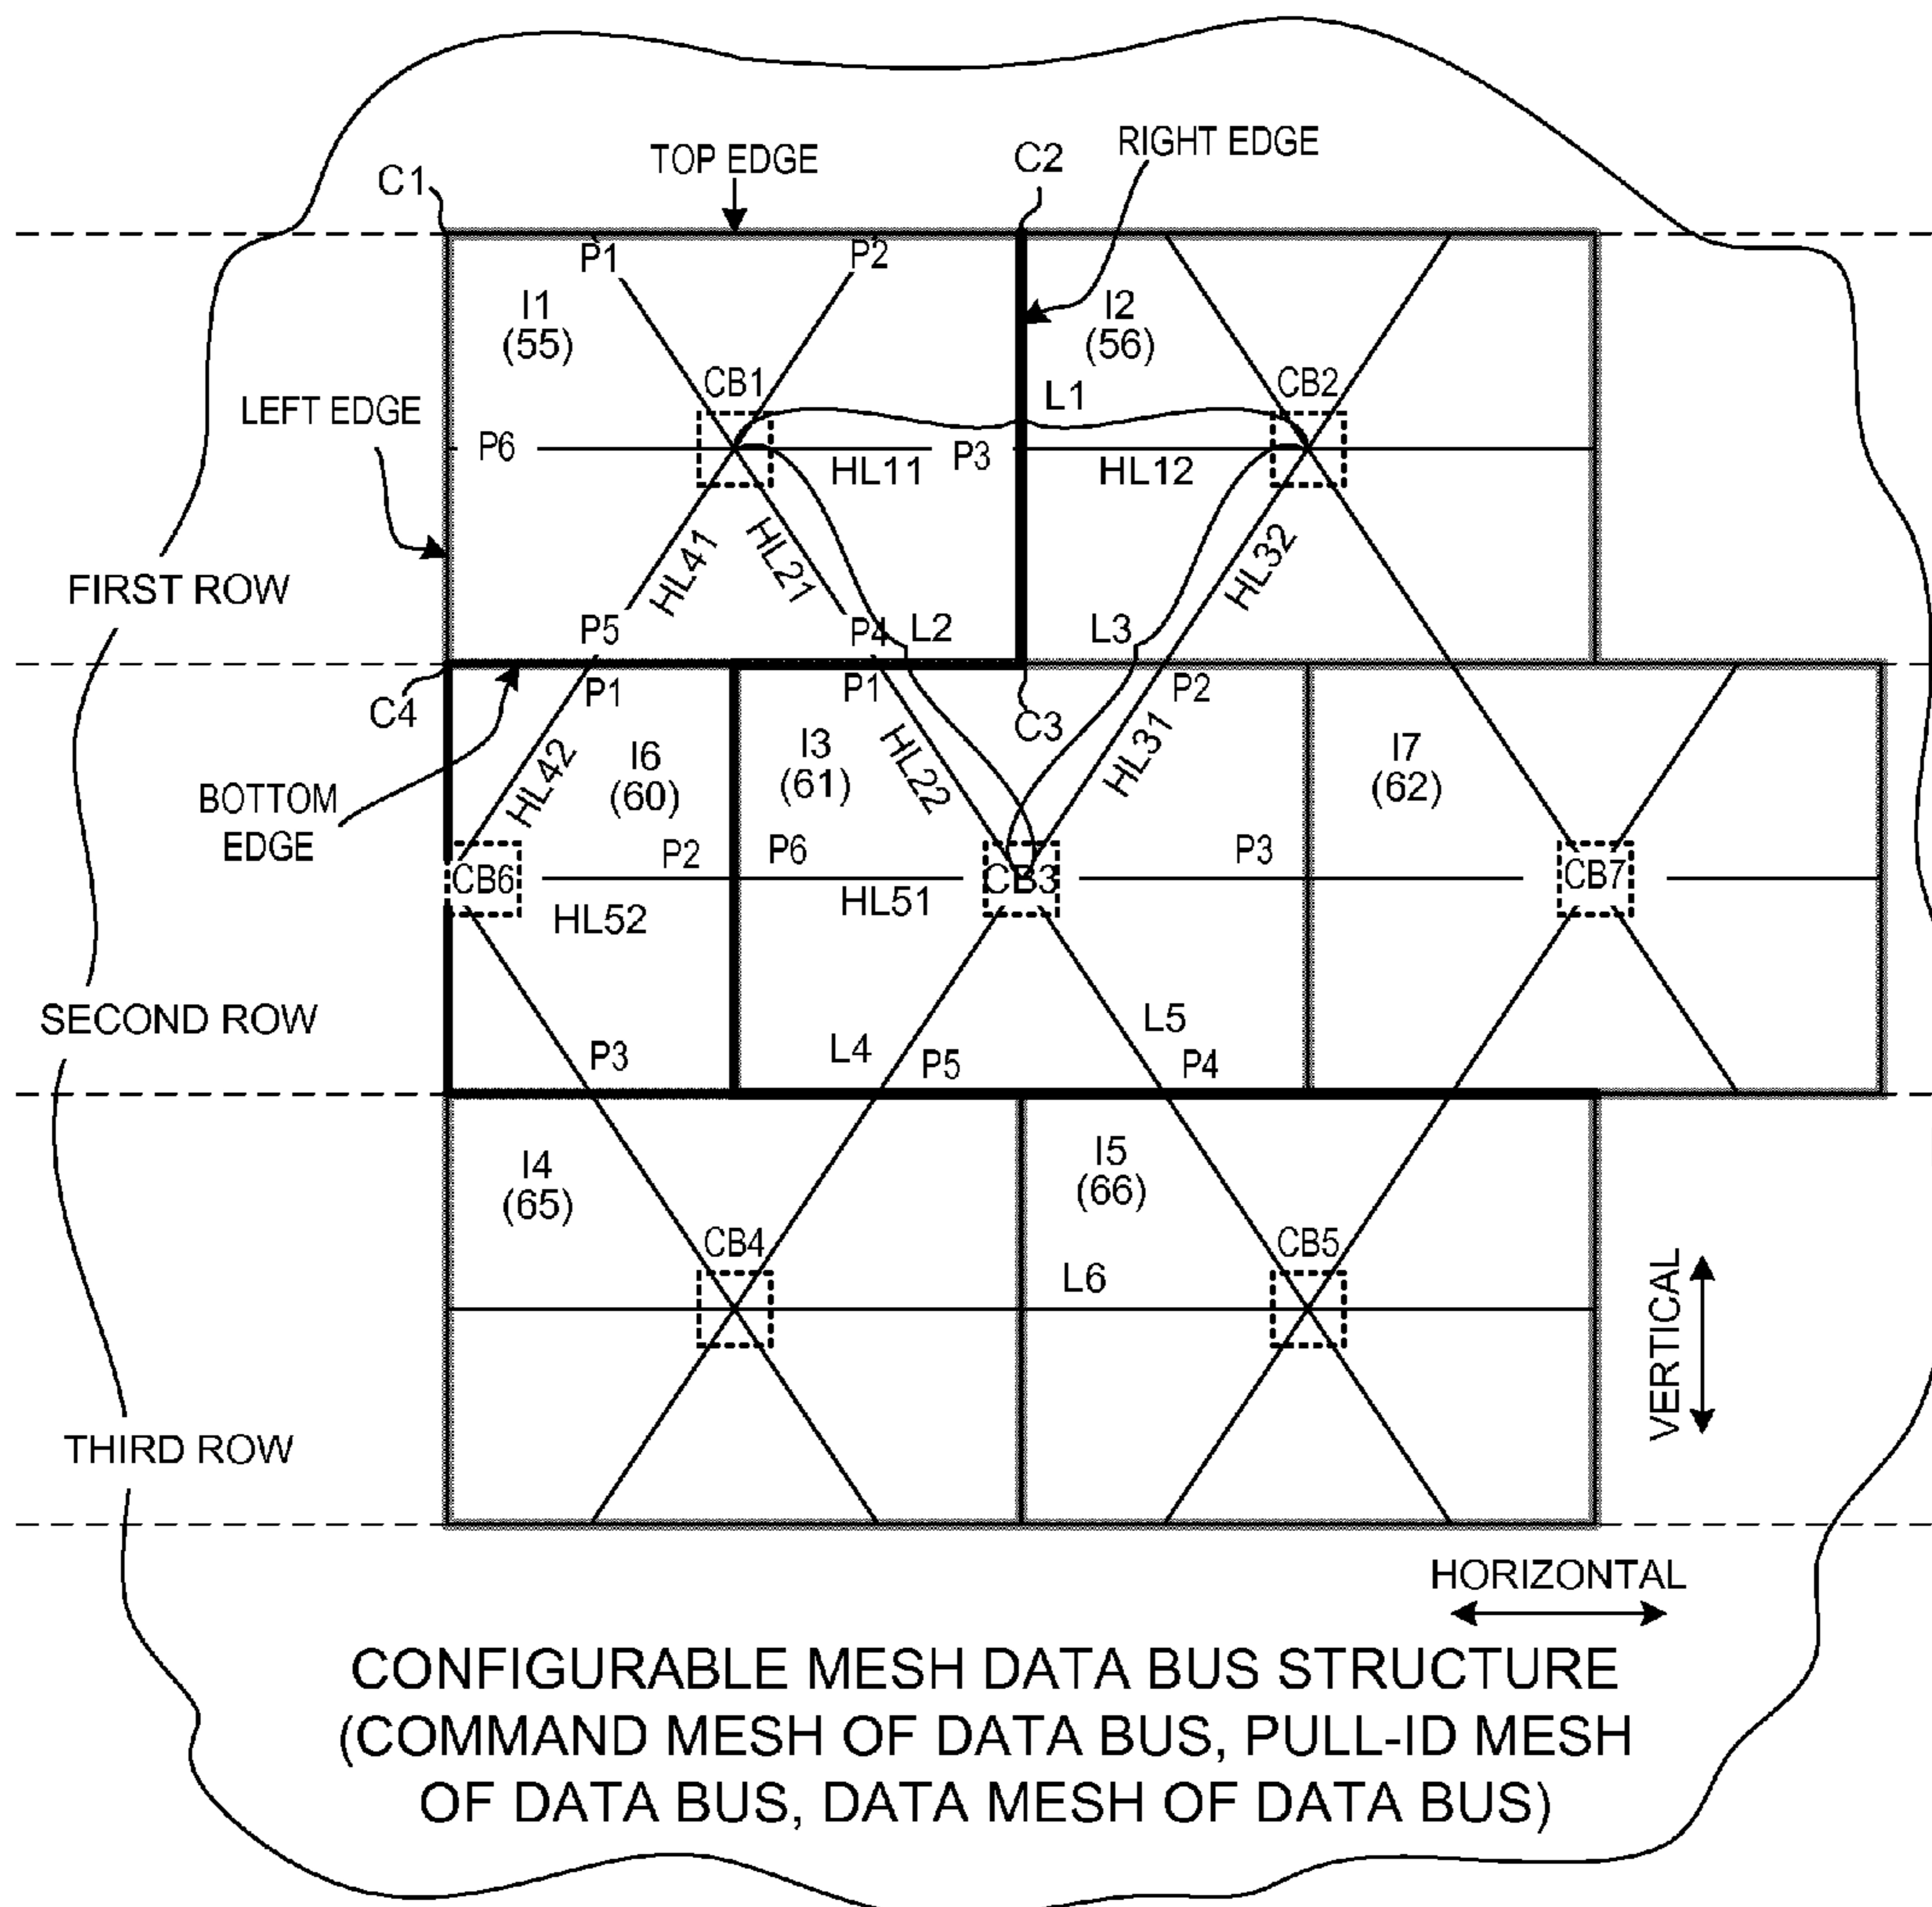 C1
TOP EDGE
C2
RIGHT EDGE
P1
P2
I1
(55)
I2
(56)
CB1
CB2
L1
LEFT EDGE
P6
HL11
P3
HL12
HL41
HL21
HL32
FIRST ROW
P5
P4
L2
L3
C4
P1
P1
P2
C3
HL42
I6
(60)
I3
(61)
HL22
HL31
I7
(62)
BOTTOM
EDGE
P2
P6
P3
CB6
CB3
CB7
HL52
HL51
SECOND ROW
P3
L4
P5
L5
P4
I4
(65)
I5
(66)
CB4
CB5
L6
VERTICAL
THIRD ROW
HORIZONTAL
CONFIGURABLE MESH DATA BUS STRUCTURE
(COMMAND MESH OF DATA BUS, PULL-ID MESH
OF DATA BUS, DATA MESH OF DATA BUS)